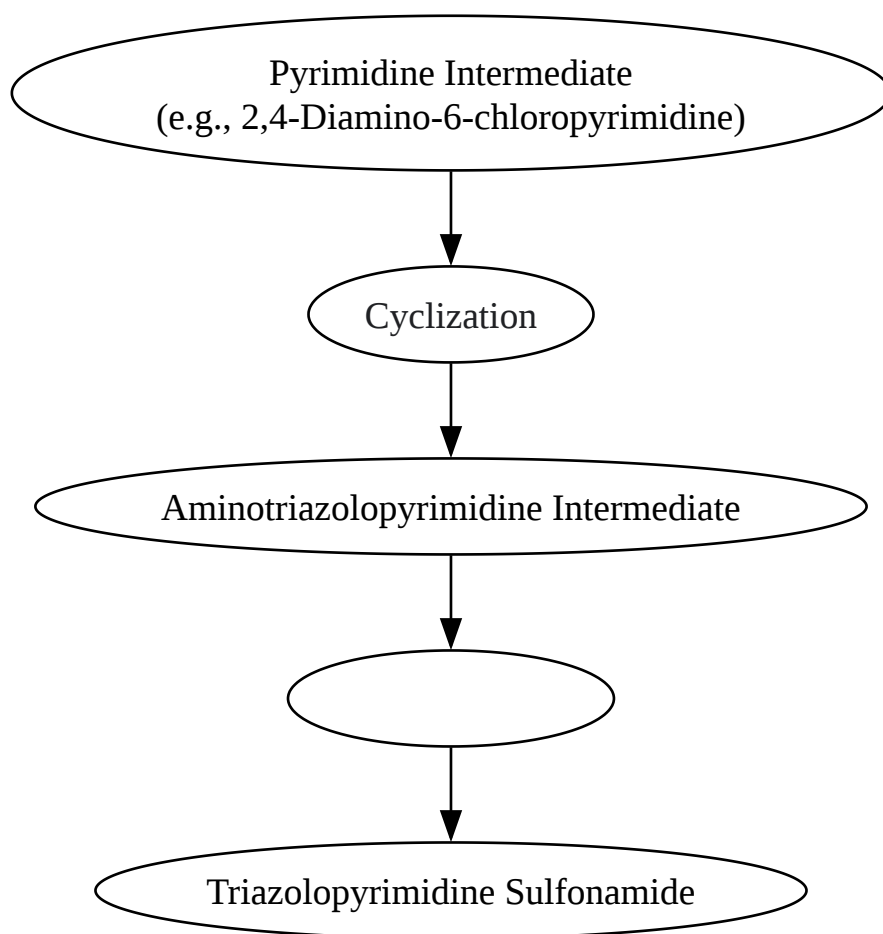 Pyrimidine Intermediate
(e.g., 2,4-Diamino-6-chloropyrimidine)
Cyclization
Aminotriazolopyrimidine Intermediate
Triazolopyrimidine Sulfonamide